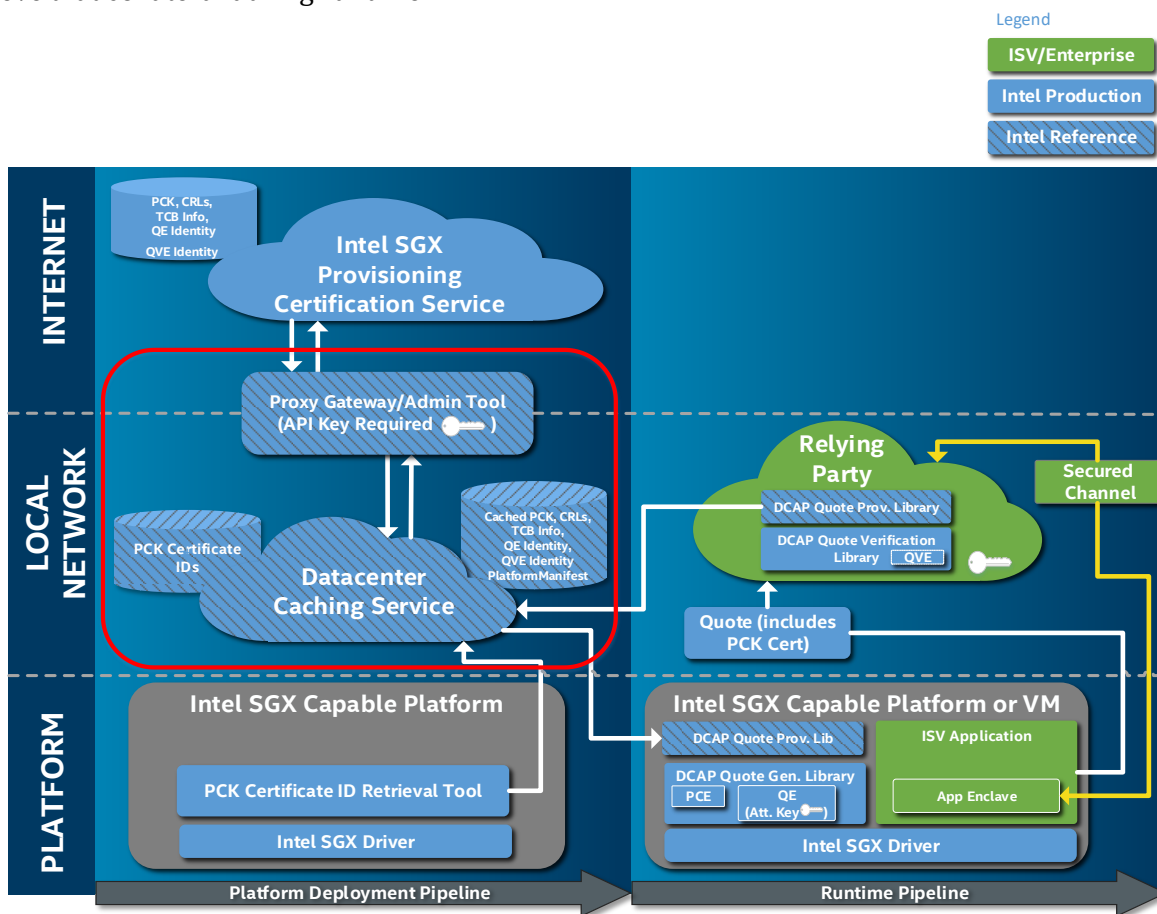 Legend
ISV/Enterprise
Intel Production
Intel Reference
INTERNET
PCK, CRLs,
TCB Info,
QE Identity
QVE Identity
Intel SGX
Provisioning
Certification Service
Proxy Gateway/Admin Tool
(API Key Required )
LOCAL
NETWORK
PCK Certificate
IDs
Cached PCK, CRLs,
TCB Info,
QE Identity,
QVE Identity
PlatformManifest
Datacenter
Caching Service
Relying
Party
DCAP Quote Prov. Library
DCAP Quote Verification
Library QVE
Secured
Channel
Quote (includes
PCK Cert)
PLATFORM
Intel SGX Capable Platform
PCK Certificate ID Retrieval Tool
Intel SGX Driver
Intel SGX Capable Platform or VM
DCAP Quote Prov. Lib
DCAP Quote Gen. Library
PCE
QE
(Att. Key )
ISV Application
App Enclave
Intel SGX Driver
Platform Deployment Pipeline
Runtime Pipeline